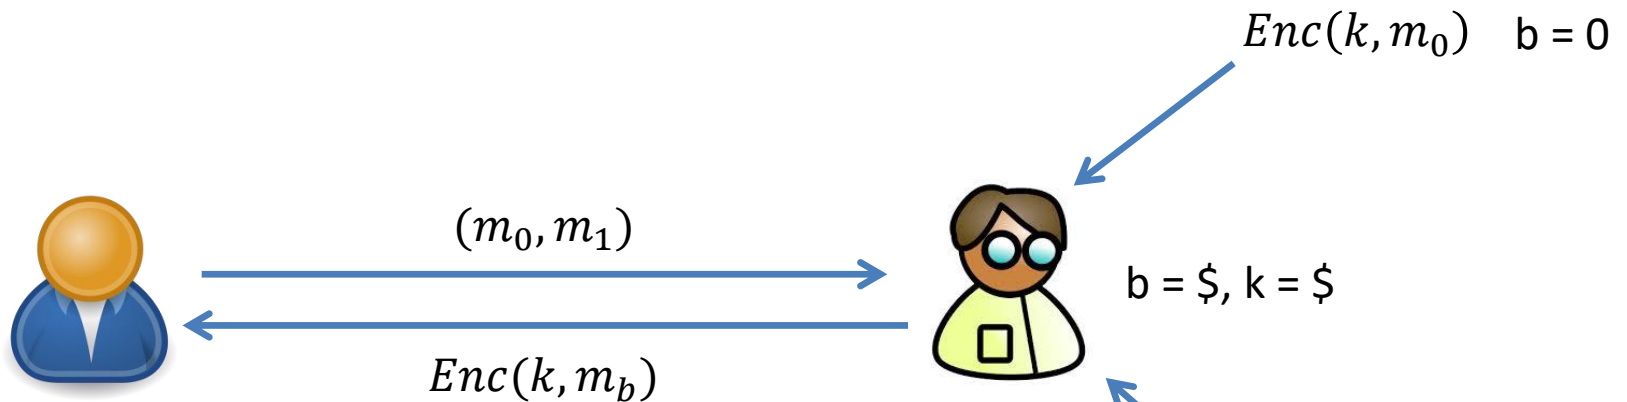 Enc(k, m₀) b = 0
(m₀, m₁)
b = $, k = $
Enc(k, m_b)